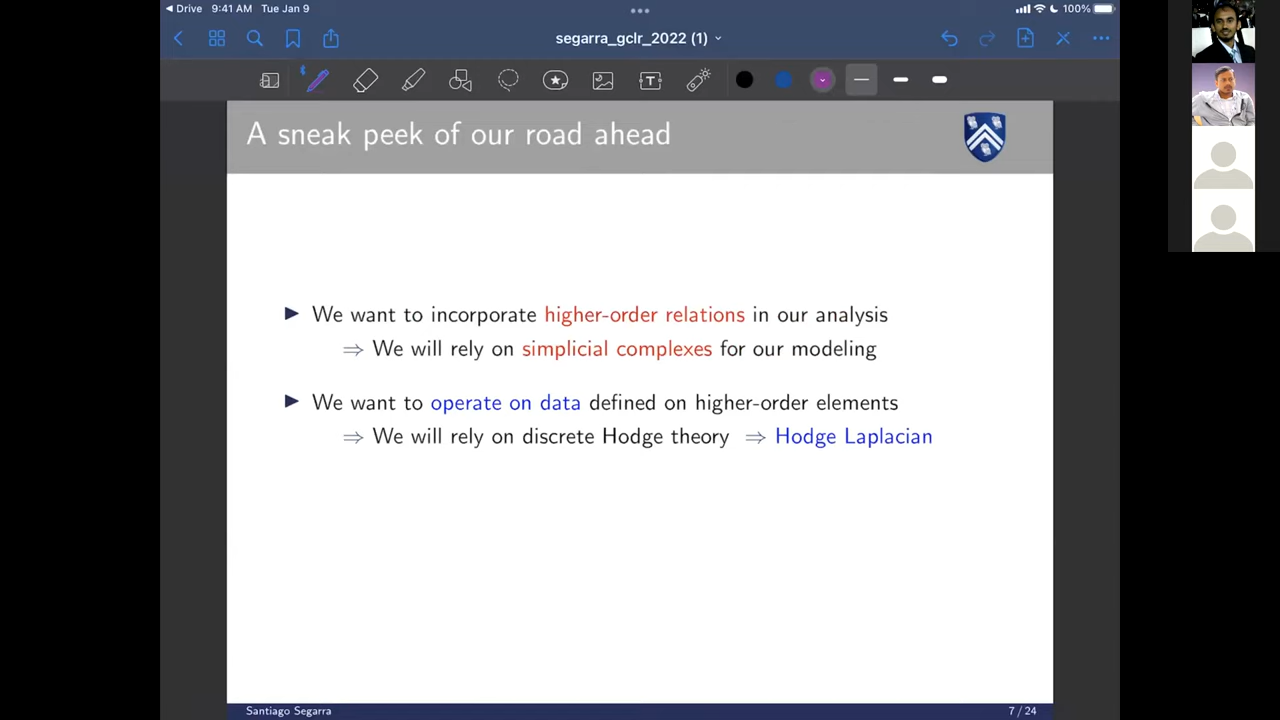 Drive 9:41 AM Tue Jan 9
100%
segarra_gclr_2022 (1)
T
A sneak peek of our road ahead
▶ We want to incorporate higher-order relations in our analysis
⇒ We will rely on simplicial complexes for our modeling
▶ We want to operate on data defined on higher-order elements
⇒ We will rely on discrete Hodge theory ⇒ Hodge Laplacian
Santiago Segarra
7 / 24